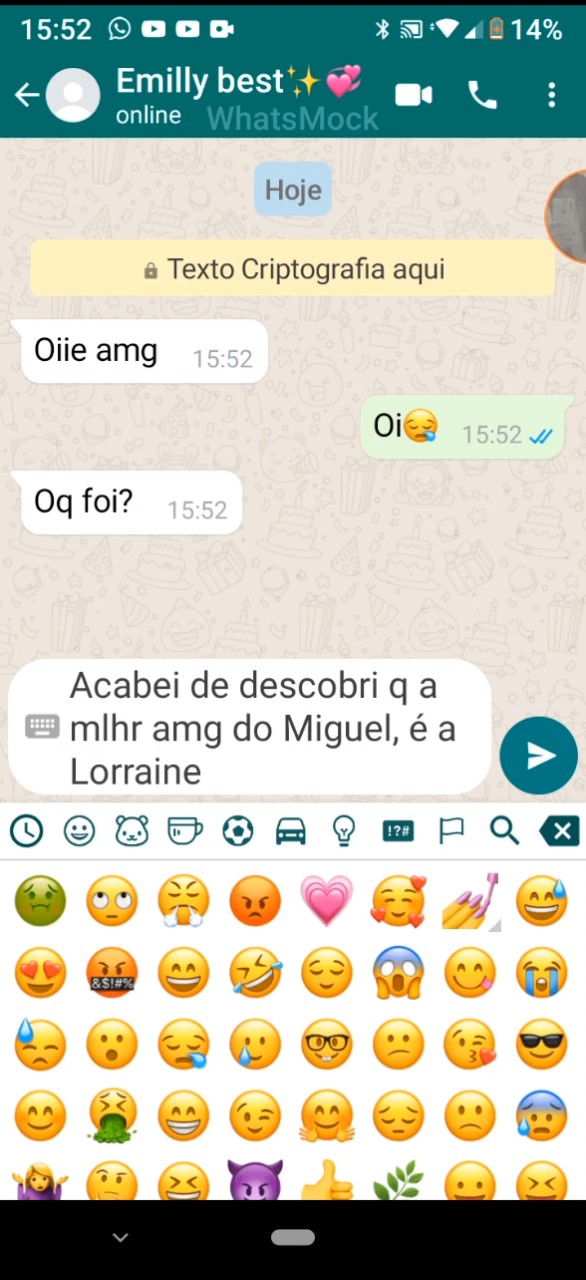 15:52 14%
Emilly best✨💞
online WhatsMock
Hoje
Texto Criptografia aqui
Oiie amg 15:52
Oi😪 15:52
Oq foi? 15:52
Acabei de descobri q a
mlhr amg do Miguel, é a
Lorraine
!?#
&$!#%